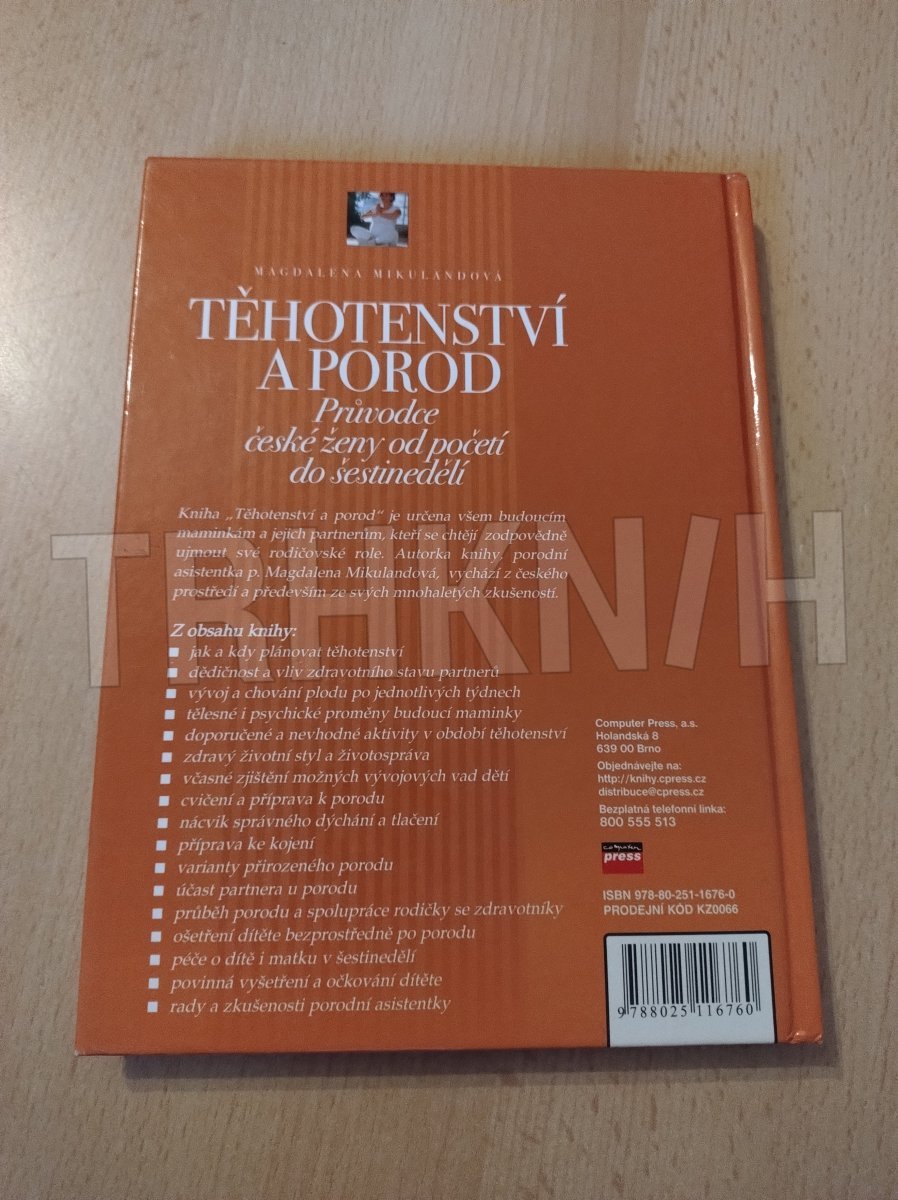 MAGDALENA MIKULANDOVÁ
TĚHOTENSTVÍ
A POROD
Průvodce
české ženy od početí
do šestinedělí
Kniha „Těhotenství a porod“ je určena všem budoucím
maminkám a jejich partnerům, kteří se chtějí zodpovědně
ujmout své rodičovské role. Autorka knihy, porodní
asistentka p. Magdalena Mikulandová, vychází z českého
prostředí a především ze svých mnohaletých zkušeností.
TRHKNIH
Z obsahu knihy:
jak a kdy plánovat těhotenství
dědičnost a vliv zdravotního stavu partnerů
vývoj a chování plodu po jednotlivých týdnech
tělesné i psychické proměny budoucí maminky
doporučené a nevhodné aktivity v období těhotenství
zdravý životní styl a životospráva
včasné zjištění možných vývojových vad dětí
cvičení a příprava k porodu
nácvik správného dýchání a tlačení
příprava ke kojení
varianty přirozeného porodu
účast partnera u porodu
průběh porodu a spolupráce rodičky se zdravotníky
ošetření dítěte bezprostředně po porodu
péče o dítě i matku v šestinedělí
povinná vyšetření a očkování dítěte
rady a zkušenosti porodní asistentky
Computer Press, a.s.
Holandská 8
639 00 Brno
Objednávejte na:
http://knihy.cpress.cz
distribuce@cpress.cz
Bezplatná telefonní linka:
800 555 513
computer
press
ISBN 978-80-251-1676-0
PRODEJNÍ KÓD KZ0066
9 788025 116760